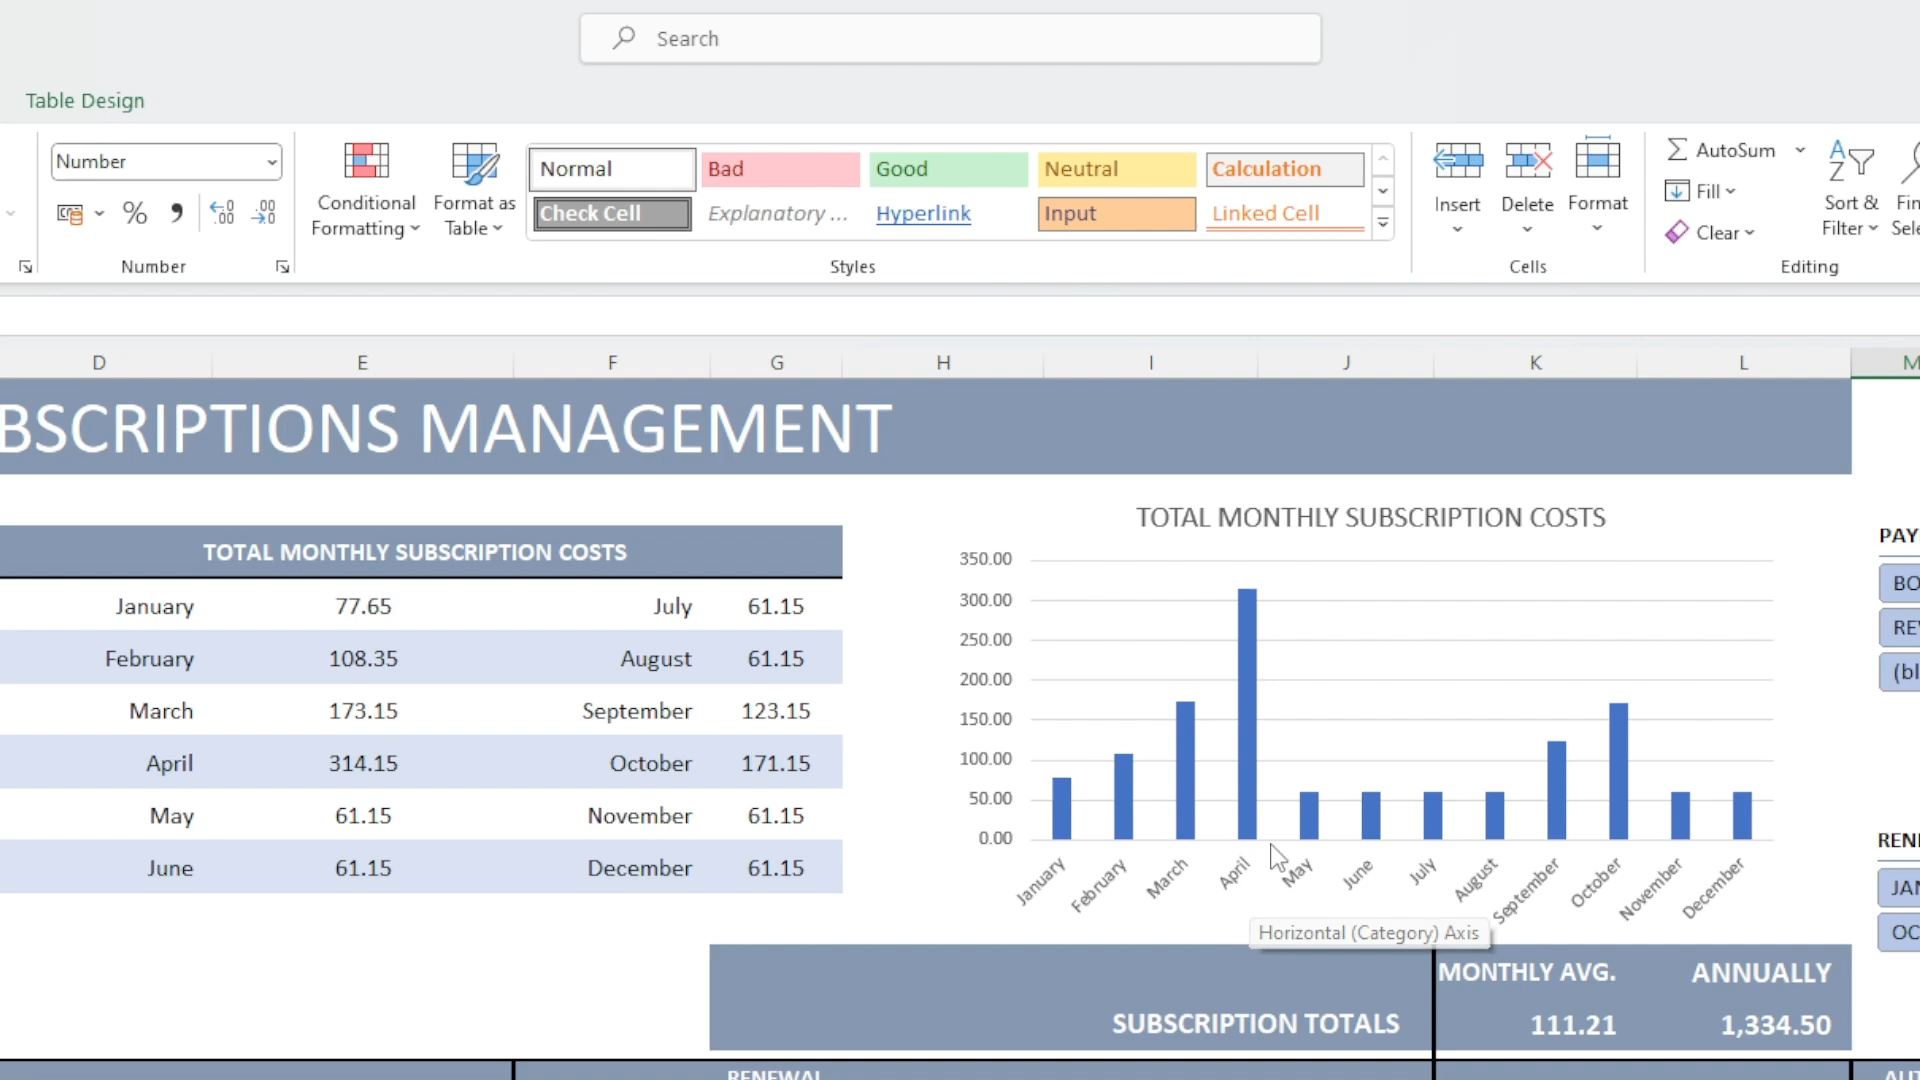 Search
Table Design
Number
Conditional Formatting
Format as Table
Normal
Bad
Good
Neutral
Calculation
Check Cell
Explanatory ...
Hyperlink
Input
Linked Cell
Insert
Delete
Format
AutoSum
Fill
Clear
Sort & Filter
Number
Styles
Cells
Editing
D E F G H I J K L M
BSCRIPTIONS MANAGEMENT
TOTAL MONTHLY SUBSCRIPTION COSTS
January 77.65 July 61.15
February 108.35 August 61.15
March 173.15 September 123.15
April 314.15 October 171.15
May 61.15 November 61.15
June 61.15 December 61.15
TOTAL MONTHLY SUBSCRIPTION COSTS
350.00
300.00
250.00
200.00
150.00
100.00
50.00
0.00
January February March April May June July August September October November December
Horizontal (Category) Axis
MONTHLY AVG. ANNUALLY
SUBSCRIPTION TOTALS 111.21 1,334.50
PAY
BO
RE
(bl
REN
JAN
OC
RENEWAL